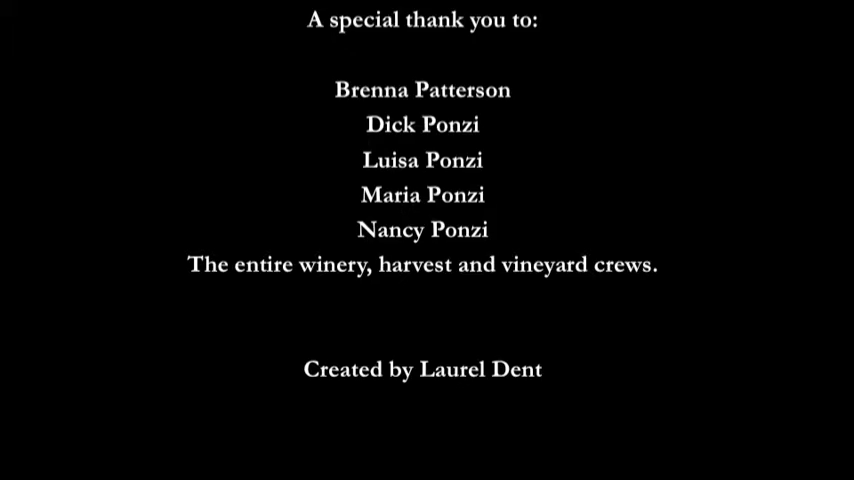 A special thank you to:
Brenna Patterson
Dick Ponzi
Luisa Ponzi
Maria Ponzi
Nancy Ponzi
The entire winery, harvest and vineyard crews.
Created by Laurel Dent